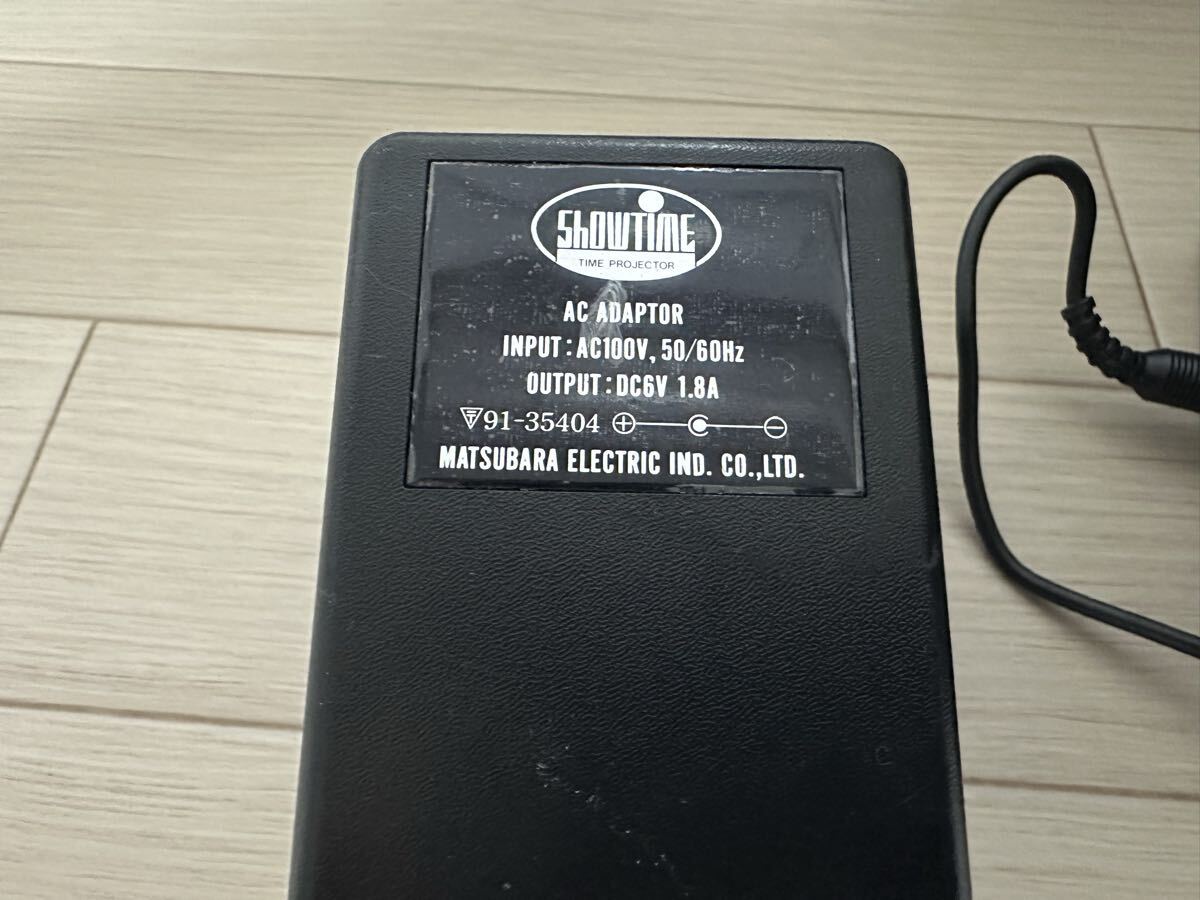 ShOWTiME
TIME PROJECTOR
AC ADAPTOR
INPUT:AC100V, 50/60Hz
OUTPUT:DC6V 1.8A
91-35404
MATSUBARA ELECTRIC IND. CO.,LTD.